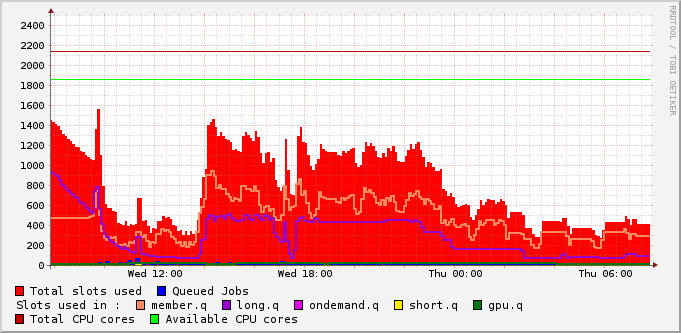 RRDTOOL / TOBI OETIKER
2400
2200
2000
1800
1600
1400
1200
1000
800
600
400
200
0
Wed 12:00 Wed 18:00 Thu 00:00 Thu 06:00
Total slots used Queued Jobs
Slots used in : member.q long.q ondemand.q short.q gpu.q
Total CPU cores Available CPU cores